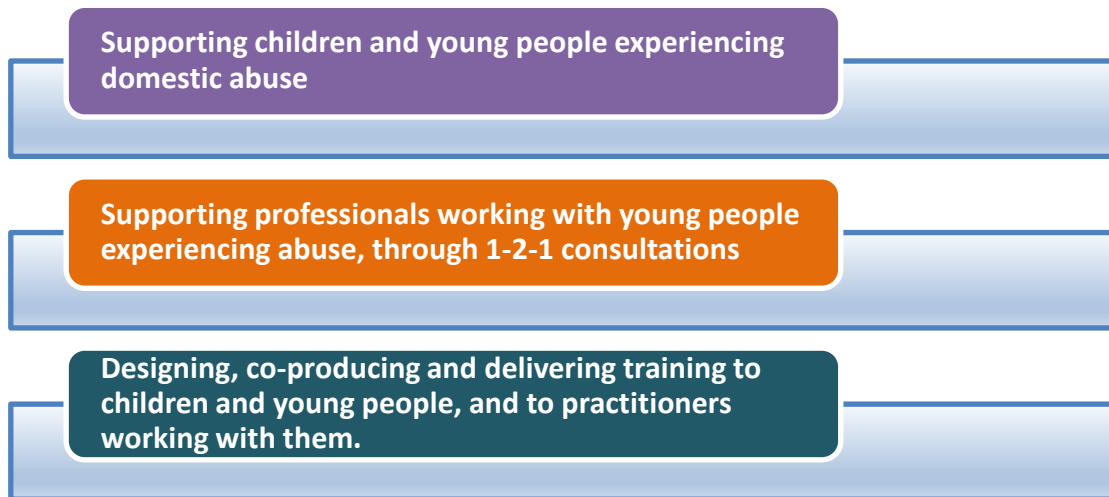 Supporting children and young people experiencing
domestic abuse
Supporting professionals working with young people
experiencing abuse, through 1-2-1 consultations
Designing, co-producing and delivering training to
children and young people, and to practitioners
working with them.